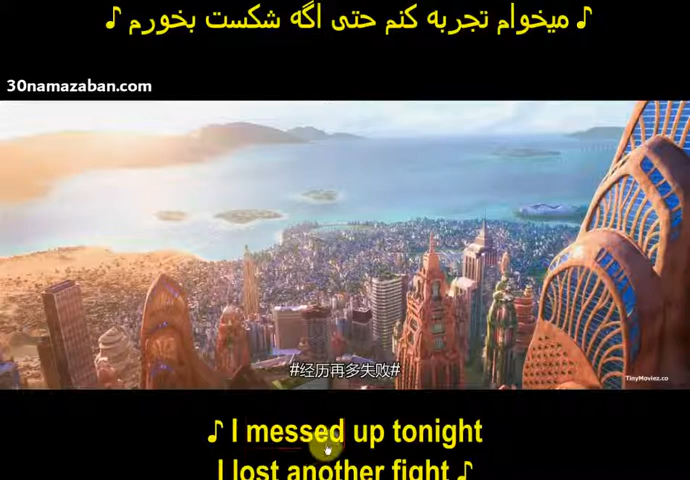 ♪ میخوام تجربه کنم حتی اگه شکست بخورم ♪
30namazaban.com
#经历再多失败#
TinyMoviez.co
♪ I messed up tonight
I lost another fight ♪